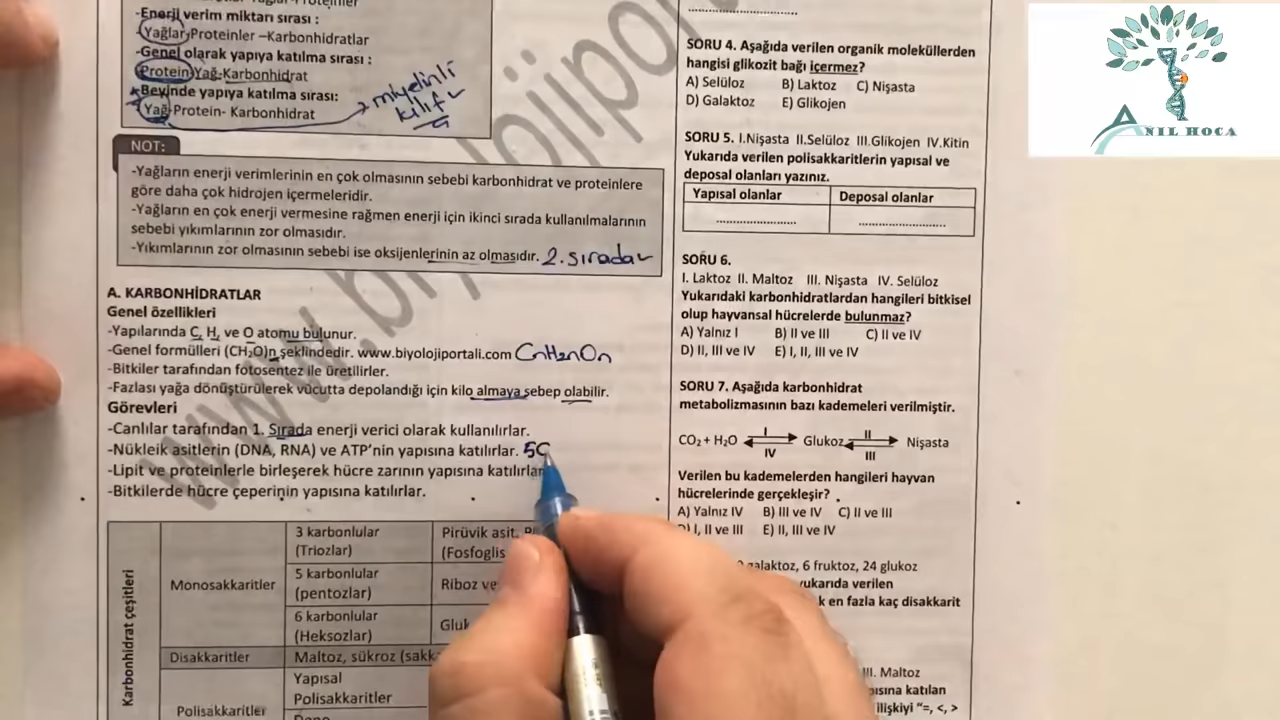 -Enerji verim miktarı sırası :
Yağlar-Proteinler –Karbonhidratlar
-Genel olarak yapıya katılma sırası :
Protein-Yağ-Karbonhidrat
-Beyinde yapıya katılma sırası:
Yağ-Protein- Karbonhidrat
miyelinli
kılıf
NOT:
-Yağların enerji verimlerinin en çok olmasının sebebi karbonhidrat ve proteinlere
göre daha çok hidrojen içermeleridir.
-Yağların en çok enerji vermesine rağmen enerji için ikinci sırada kullanılmalarının
sebebi yıkımlarının zor olmasıdır.
-Yıkımlarının zor olmasının sebebi ise oksijenlerinin az olmasıdır. 2.sırada
A. KARBONHİDRATLAR
Genel özellikleri
-Yapılarında C, H, ve O atomu bulunur.
-Genel formülleri (CH₂O)n şeklindedir. www.biyolojiportali.com CnH2nOn
-Bitkiler tarafından fotosentez ile üretilirler.
-Fazlası yağa dönüştürülerek vücutta depolandığı için kilo almaya sebep olabilir.
Görevleri
-Canlılar tarafından 1. Sırada enerji verici olarak kullanılırlar.
-Nükleik asitlerin (DNA, RNA) ve ATP'nin yapısına katılırlar. 5C
-Lipit ve proteinlerle birleşerek hücre zarının yapısına katılırlar
-Bitkilerde hücre çeperinin yapısına katılırlar.
Karbonhidrat çeşitleri
Monosakkaritler
3 karbonlular
(Triozlar)
Pirüvik asit,
5 karbonlular
(pentozlar)
Riboz ve
6 karbonlular
(Heksozlar)
Disakkaritler
Maltoz, sükroz
Polisakkaritler
Yapısal
Polisakkaritler
SORU 4. Aşağıda verilen organik moleküllerden
hangisi glikozit bağı içermez?
A) Selüloz B) Laktoz C) Nişasta
D) Galaktoz E) Glikojen
SORU 5. I.Nişasta II.Selüloz III.Glikojen IV.Kitin
Yukarıda verilen polisakkaritlerin yapısal ve
deposal olanları yazınız.
Yapısal olanlar Deposal olanlar
SORU 6.
I. Laktoz II. Maltoz III. Nişasta IV. Selüloz
Yukarıdaki karbonhidratlardan hangileri bitkisel
olup hayvansal hücrelerde bulunmaz?
A) Yalnız I B) II ve III C) II ve IV
D) II, III ve IV E) I, II, III ve IV
SORU 7. Aşağıda karbonhidrat
metabolizmasının bazı kademeleri verilmiştir.
CO₂ + H₂O I IV Glukoz II III Nişasta
Verilen bu kademelerden hangileri hayvan
hücrelerinde gerçekleşir?
A) Yalnız IV B) III ve IV C) II ve III
D) I, II ve III E) II, III ve IV
galaktoz, 6 fruktoz, 24 glukoz
yukarıda verilen
en fazla kaç disakkarit
III. Maltoz
katılan
ilişkiyi "=, <, >
ANIL HOCA